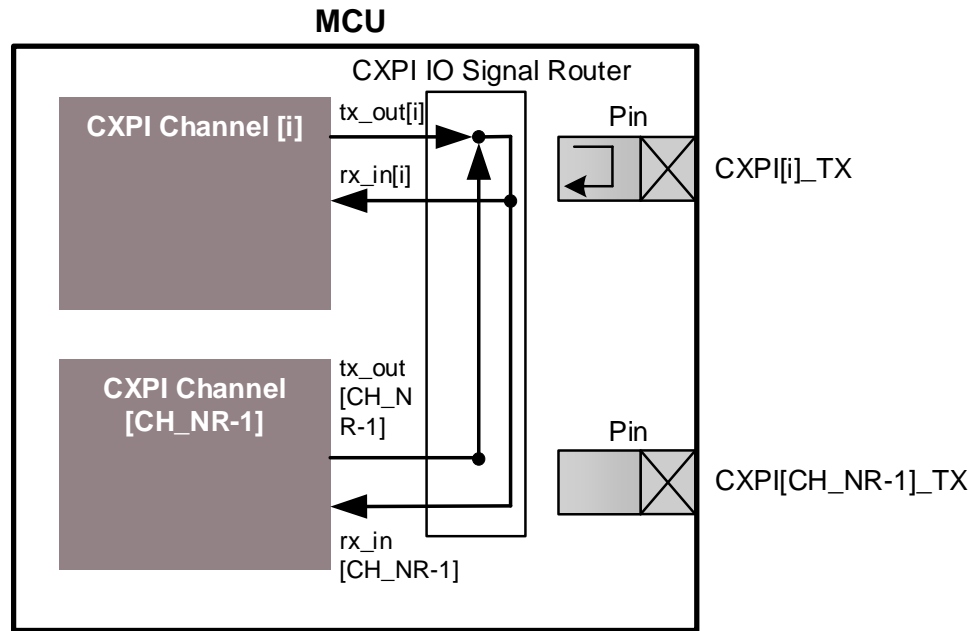 MCU
CXPI IO Signal Router
CXPI Channel [i]
tx_out[i]
rx_in[i]
Pin
CXPI[i]_TX
CXPI Channel
[CH_NR-1]
tx_out
[CH_N
R-1]
rx_in
[CH_NR-1]
Pin
CXPI[CH_NR-1]_TX